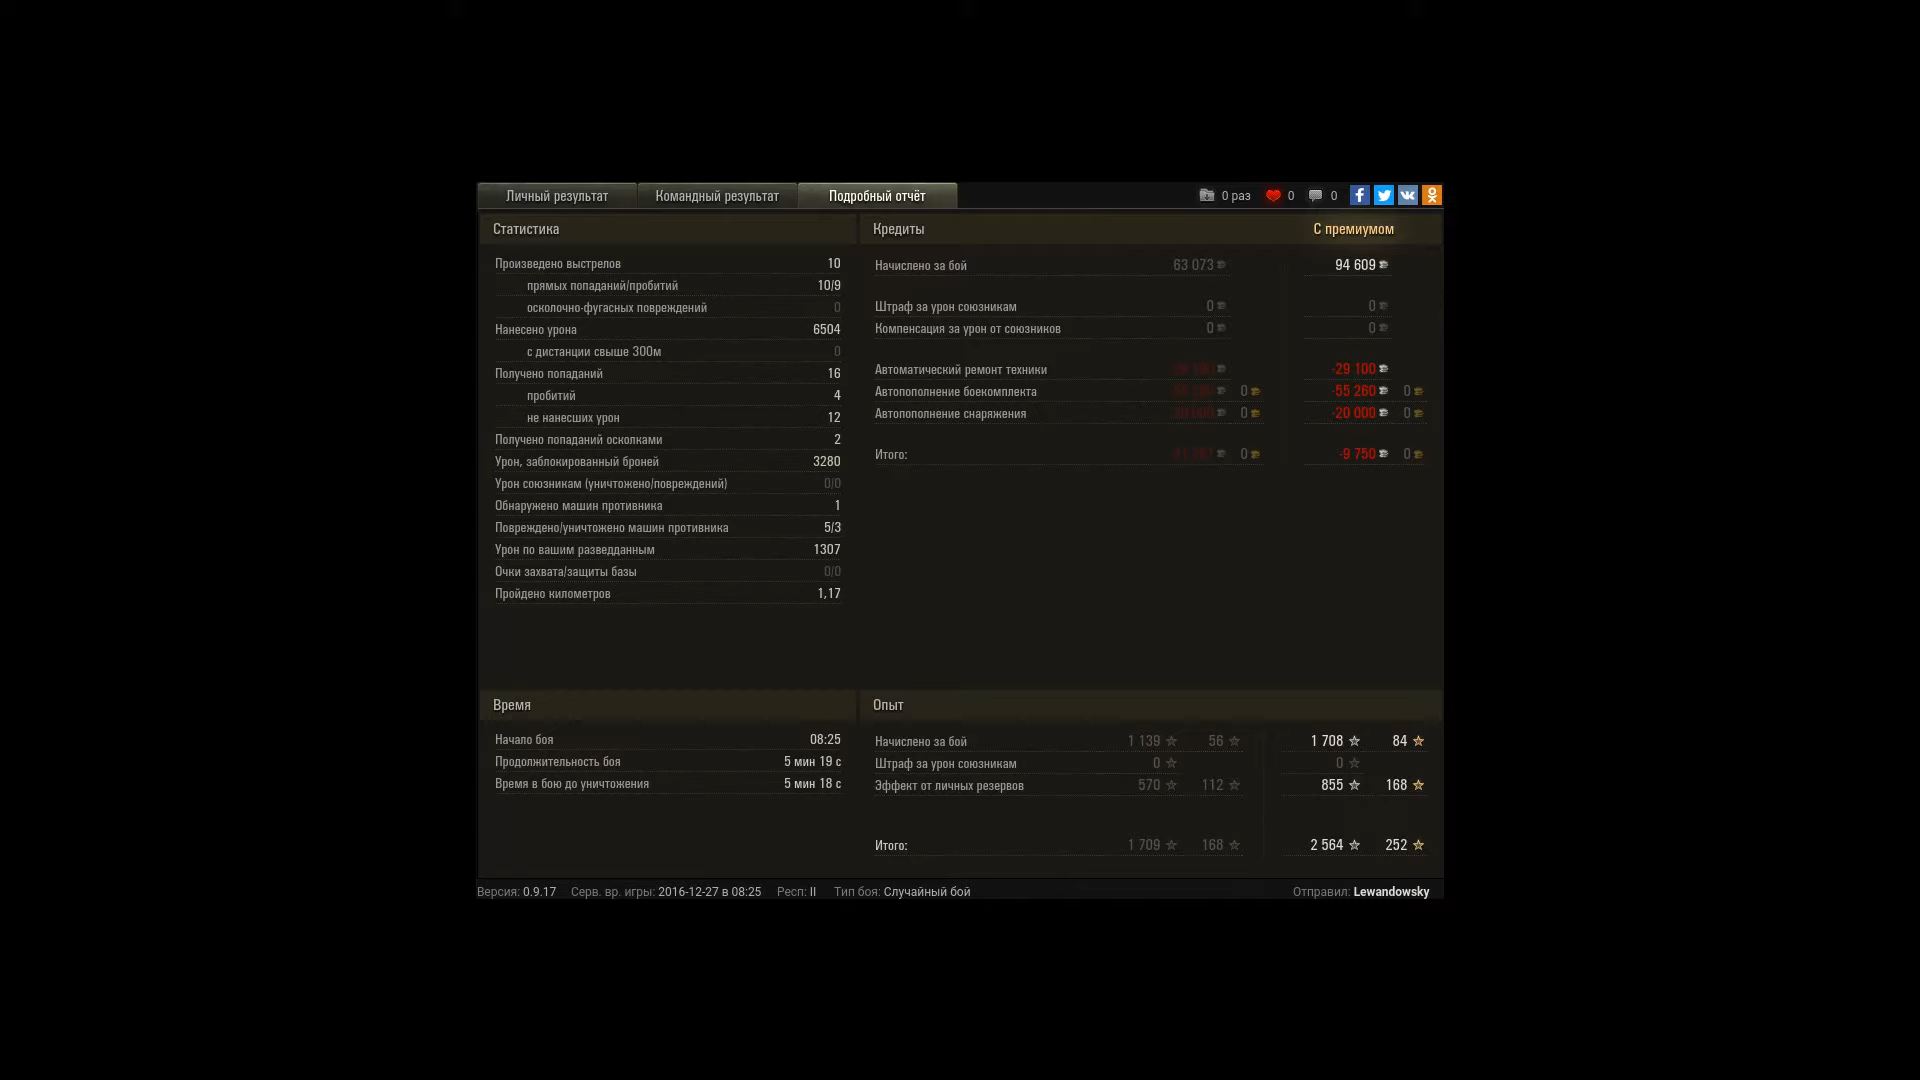 Личный результат Командный результат Подробный отчёт 0 раз 0 0
Статистика
Произведено выстрелов 10
прямых попаданий/пробитий 10/9
осколочно-фугасных повреждений 0
Нанесено урона 6504
с дистанции свыше 300м 0
Получено попаданий 16
пробитий 4
не нанесших урон 12
Получено попаданий осколками 2
Урон, заблокированный броней 3280
Урон союзникам (уничтожено/повреждений) 0/0
Обнаружено машин противника 1
Повреждено/уничтожено машин противника 5/3
Урон по вашим разведданным 1307
Очки захвата/защиты базы 0/0
Пройдено километров 1,17
Кредиты С премиумом
Начислено за бой 63 073 94 609
Штраф за урон союзникам 0 0
Компенсация за урон от союзников 0 0
Автоматический ремонт техники -29 100
Автопополнение боекомплекта 0 -55 260 0
Автопополнение снаряжения 0 -20 000 0
Итого: 0 -9 750 0
Время
Начало боя 08:25
Продолжительность боя 5 мин 19 с
Время в бою до уничтожения 5 мин 18 с
Опыт
Начислено за бой 1 139 56 1 708 84
Штраф за урон союзникам 0 0
Эффект от личных резервов 570 112 855 168
Итого: 1 709 168 2 564 252
Версия: 0.9.17 Серв. вр. игры: 2016-12-27 в 08:25 Респ: II Тип боя: Случайный бой Отправил: Lewandowsky